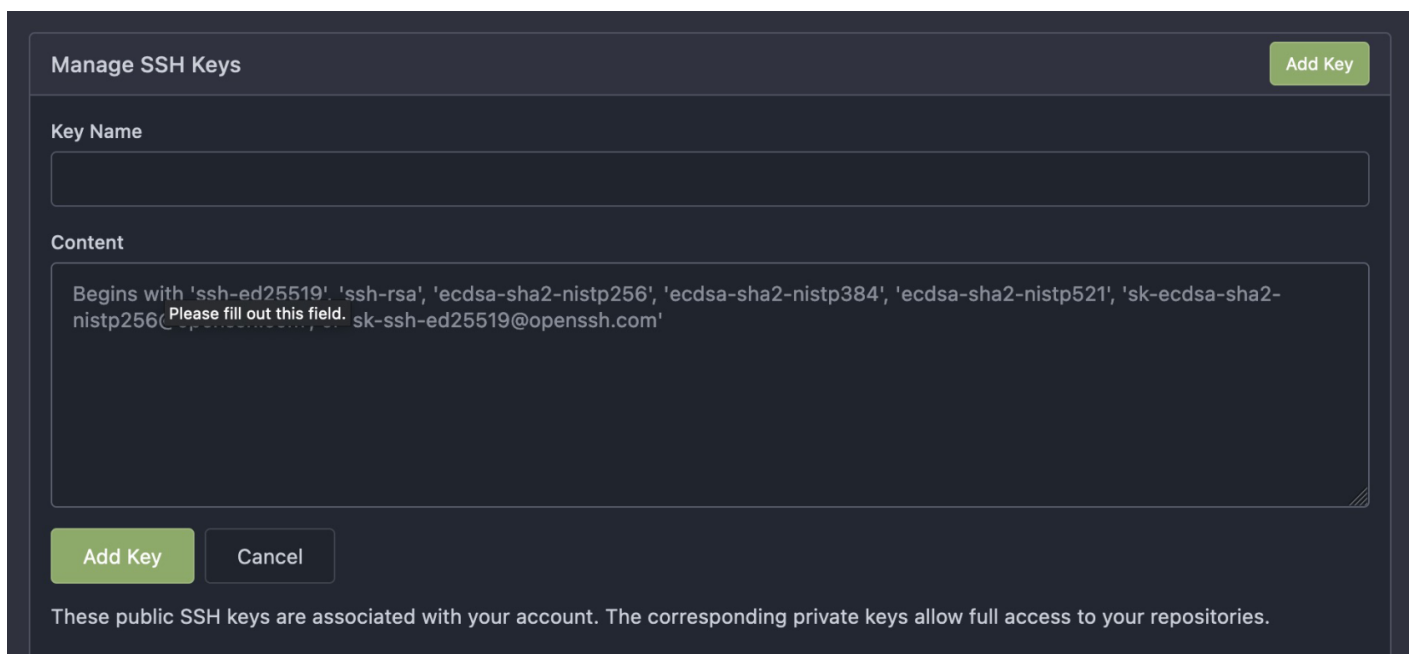 Manage SSH Keys
Add Key
Key Name
Content
Begins with 'ssh-ed25519', 'ssh-rsa', 'ecdsa-sha2-nistp256', 'ecdsa-sha2-nistp384', 'ecdsa-sha2-nistp521', 'sk-ecdsa-sha2-
nistp256 sk-ssh-ed25519@openssh.com'
Please fill out this field.
Add Key
Cancel
These public SSH keys are associated with your account. The corresponding private keys allow full access to your repositories.